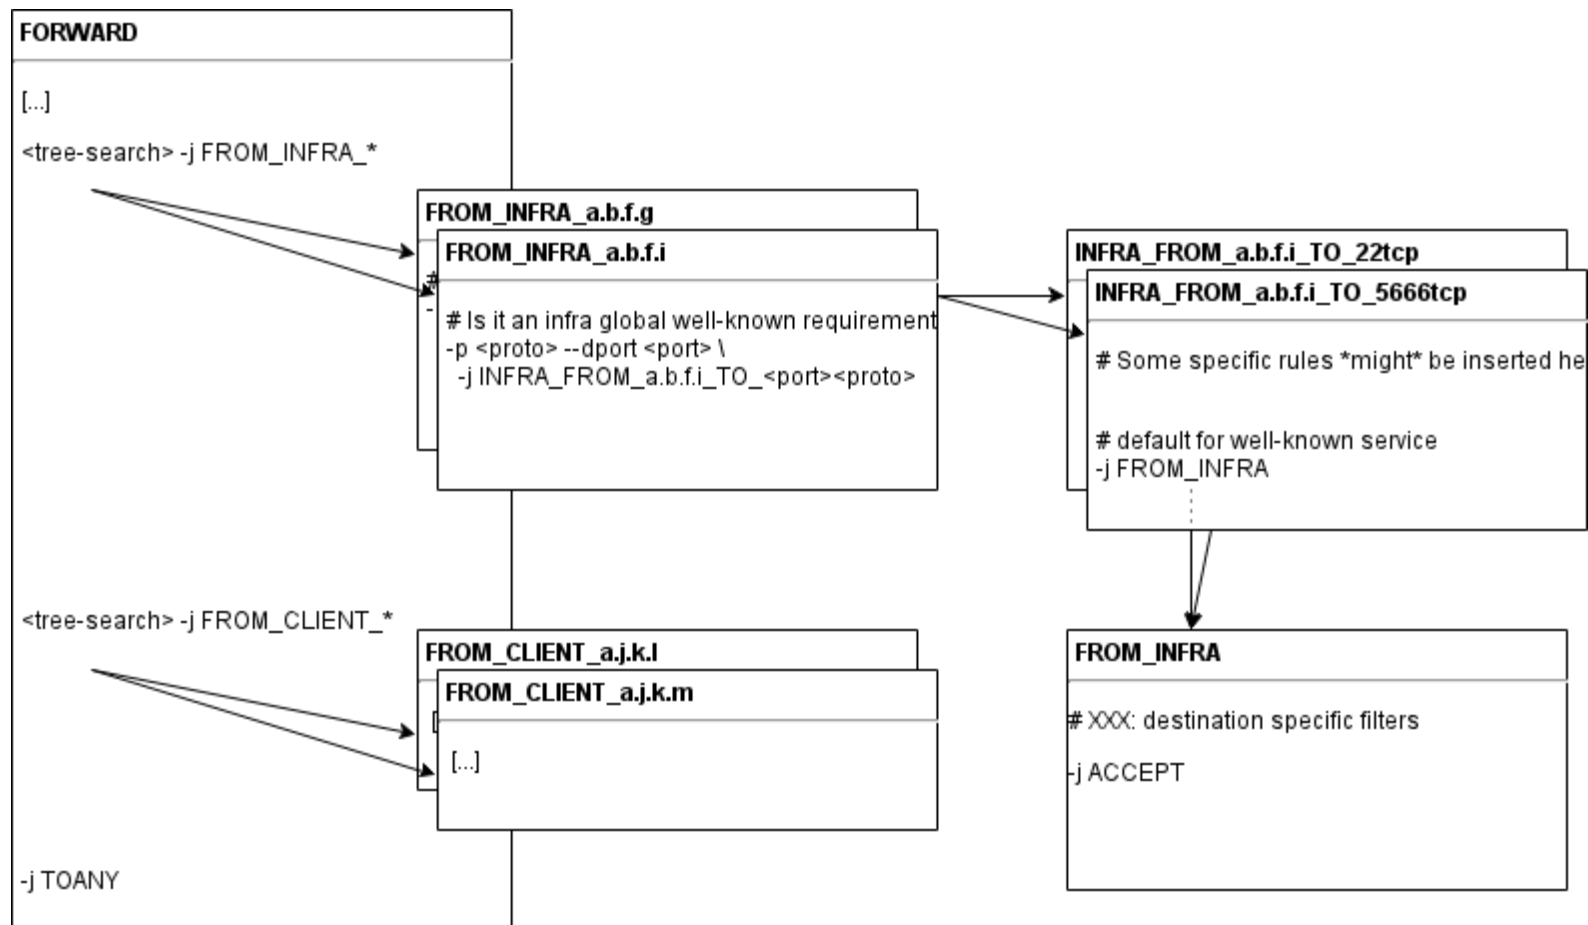 FORWARD
[...]
<tree-search> -j FROM_INFRA_*
FROM_INFRA_a.b.f.g
#
-
FROM_INFRA_a.b.f.i
# Is it an infra global well-known requirement
-p <proto> --dport <port> \
-j INFRA_FROM_a.b.f.i_TO_<port><proto>
INFRA_FROM_a.b.f.i_TO_22tcp
INFRA_FROM_a.b.f.i_TO_5666tcp
# Some specific rules *might* be inserted he
# default for well-known service
-j FROM_INFRA
<tree-search> -j FROM_CLIENT_*
FROM_CLIENT_a.j.k.l
[
FROM_CLIENT_a.j.k.m
[...]
FROM_INFRA
# XXX: destination specific filters
-j ACCEPT
-j TOANY